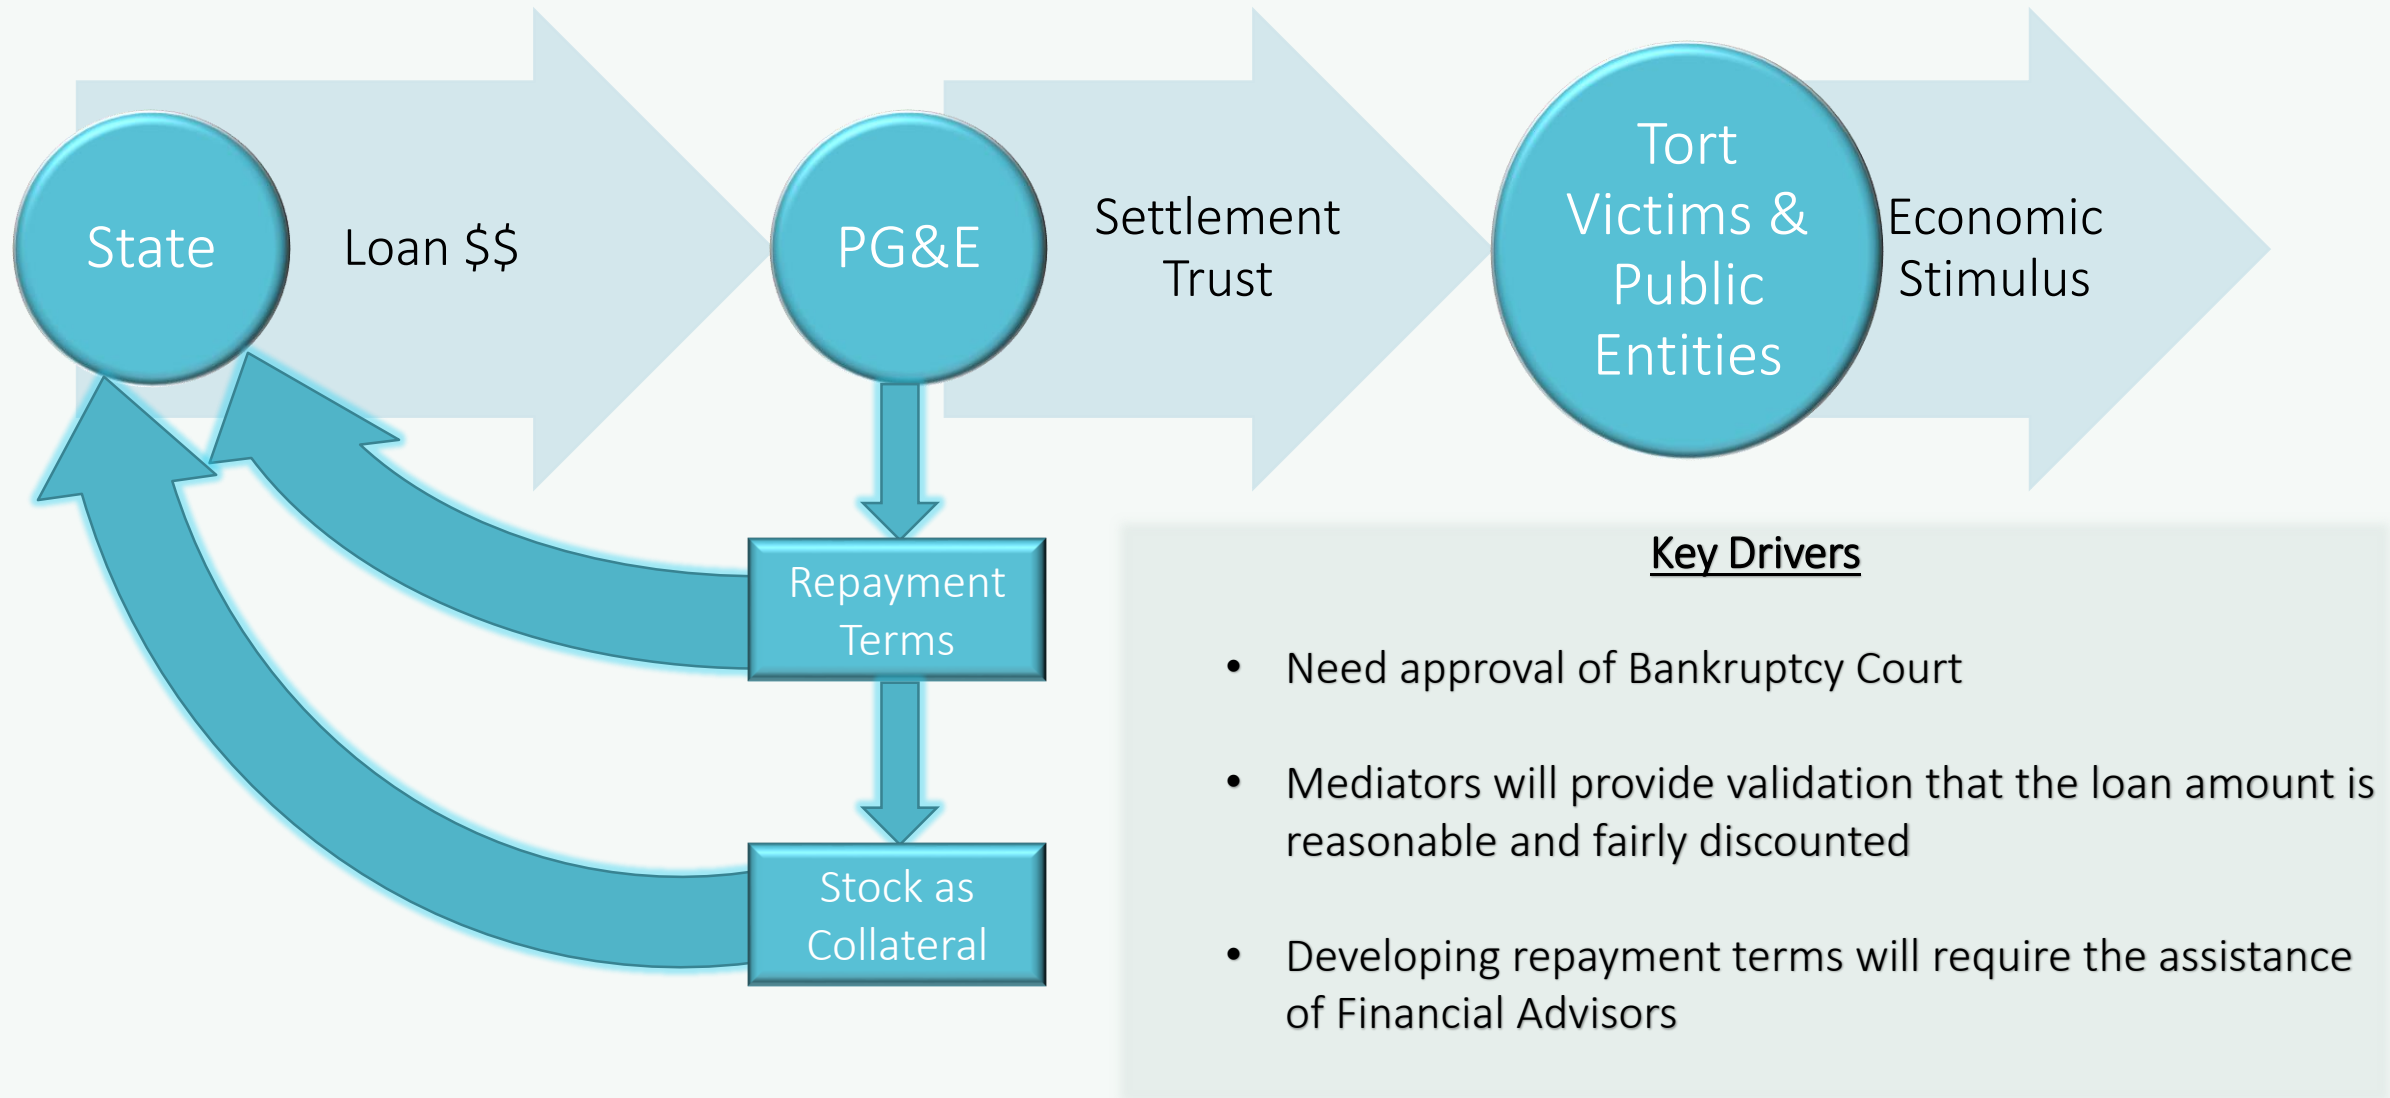 State
Loan $$
PG&E
Settlement
Trust
Tort
Victims &
Public
Entities
Economic
Stimulus
Repayment
Terms
Stock as
Collateral
Key Drivers
• Need approval of Bankruptcy Court
• Mediators will provide validation that the loan amount is
reasonable and fairly discounted
• Developing repayment terms will require the assistance
of Financial Advisors